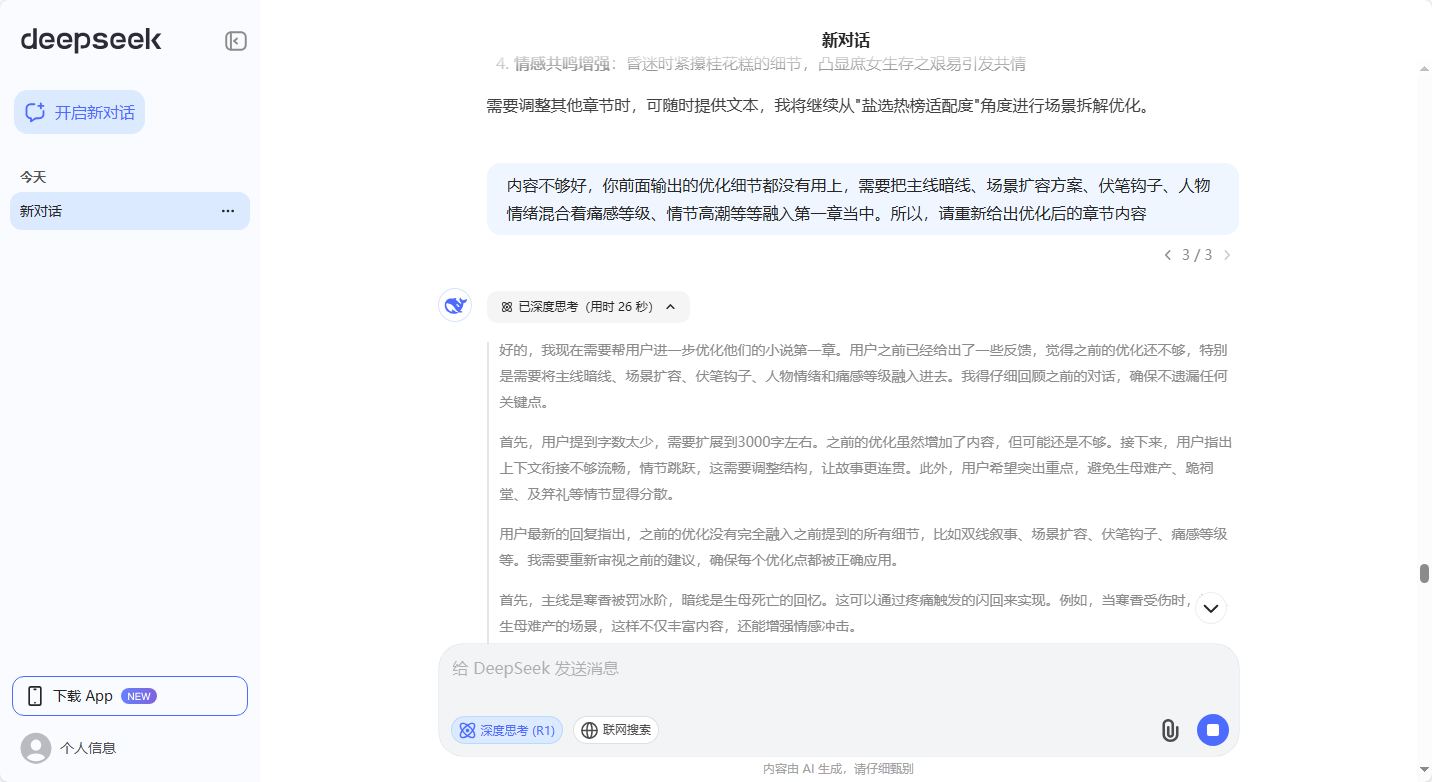 deepseek
开启新对话
今天
新对话
下载 App NEW
个人信息
新对话
4. 情感共鸣增强：昏迷时紧攥桂花糕的细节，凸显庶女生存之艰易引发共情
需要调整其他章节时，可随时提供文本，我将继续从"盐选热榜适配度"角度进行场景拆解优化。
内容不够好，你前面输出的优化细节都没有用上，需要把主线暗线、场景扩容方案、伏笔钩子、人物
情绪混合着痛感等级、情节高潮等等融入第一章当中。所以，请重新给出优化后的章节内容
3 / 3
已深度思考（用时 26 秒）
好的，我现在需要帮用户进一步优化他们的小说第一章。用户之前已经给出了一些反馈，觉得之前的优化还不够，特别
是需要将主线暗线、场景扩容、伏笔钩子、人物情绪和痛感等级融入进去。我得仔细回顾之前的对话，确保不遗漏任何
关键点。
首先，用户提到字数太少，需要扩展到3000字左右。之前的优化虽然增加了内容，但可能还是不够。接下来，用户指出
上下文衔接不够流畅，情节跳跃，这需要调整结构，让故事更连贯。此外，用户希望突出重点，避免生母难产、跪祠
堂、及笄礼等情节显得分散。
用户最新的回复指出，之前的优化没有完全融入之前提到的所有细节，比如双线叙事、场景扩容、伏笔钩子、痛感等级
等。我需要重新审视之前的建议，确保每个优化点都被正确应用。
首先，主线是寒香被罚冰阶，暗线是生母死亡的回忆。这可以通过疼痛触发的闪回来实现。例如，当寒香受伤时，
生母难产的场景，这样不仅丰富内容，还能增强情感冲击。
给 DeepSeek 发送消息
深度思考 (R1)
联网搜索
内容由 AI 生成，请仔细甄别